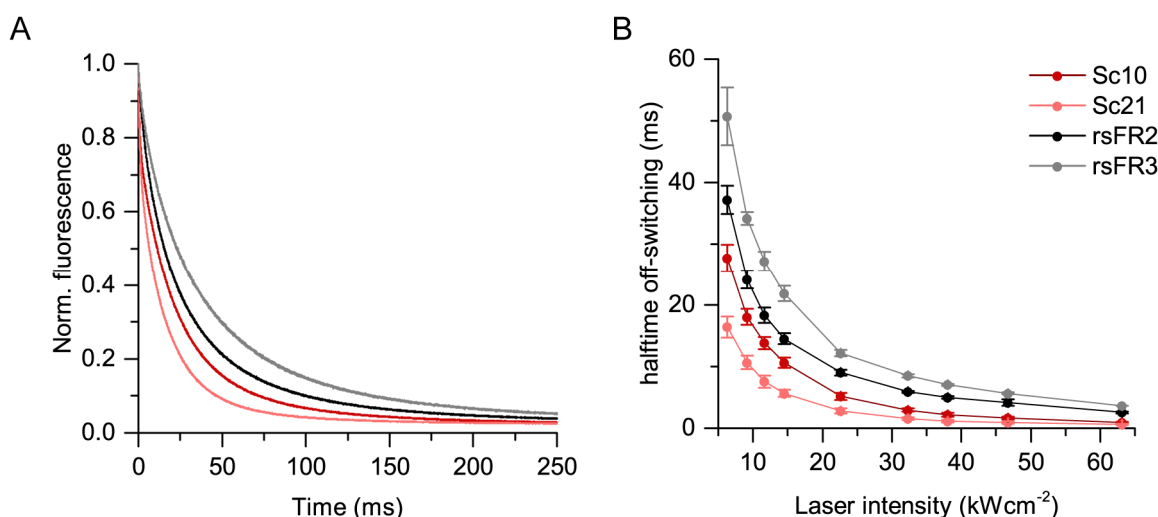 A
Norm. fluorescence
1.0
0.8
0.6
0.4
0.2
0.0
0
50
100
150
200
250
Time (ms)
B
halftime off-switching (ms)
60
40
20
0
10
20
30
40
50
60
Laser intensity (kWcm⁻²)
Sc10
Sc21
rsFR2
rsFR3